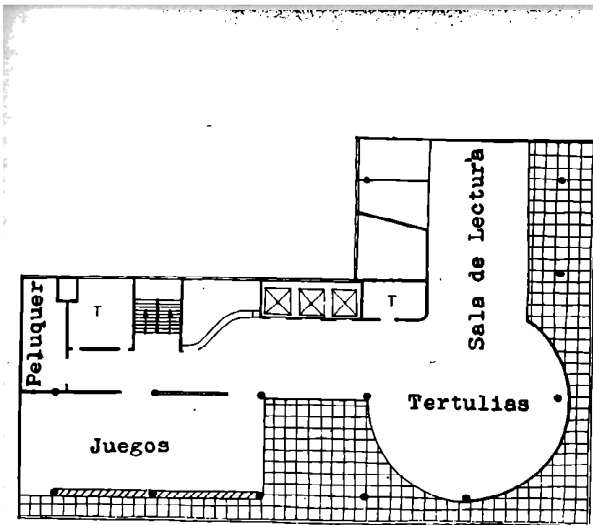 Sala de Lectura
Peluquer
T
T
Tertulias
Juegos